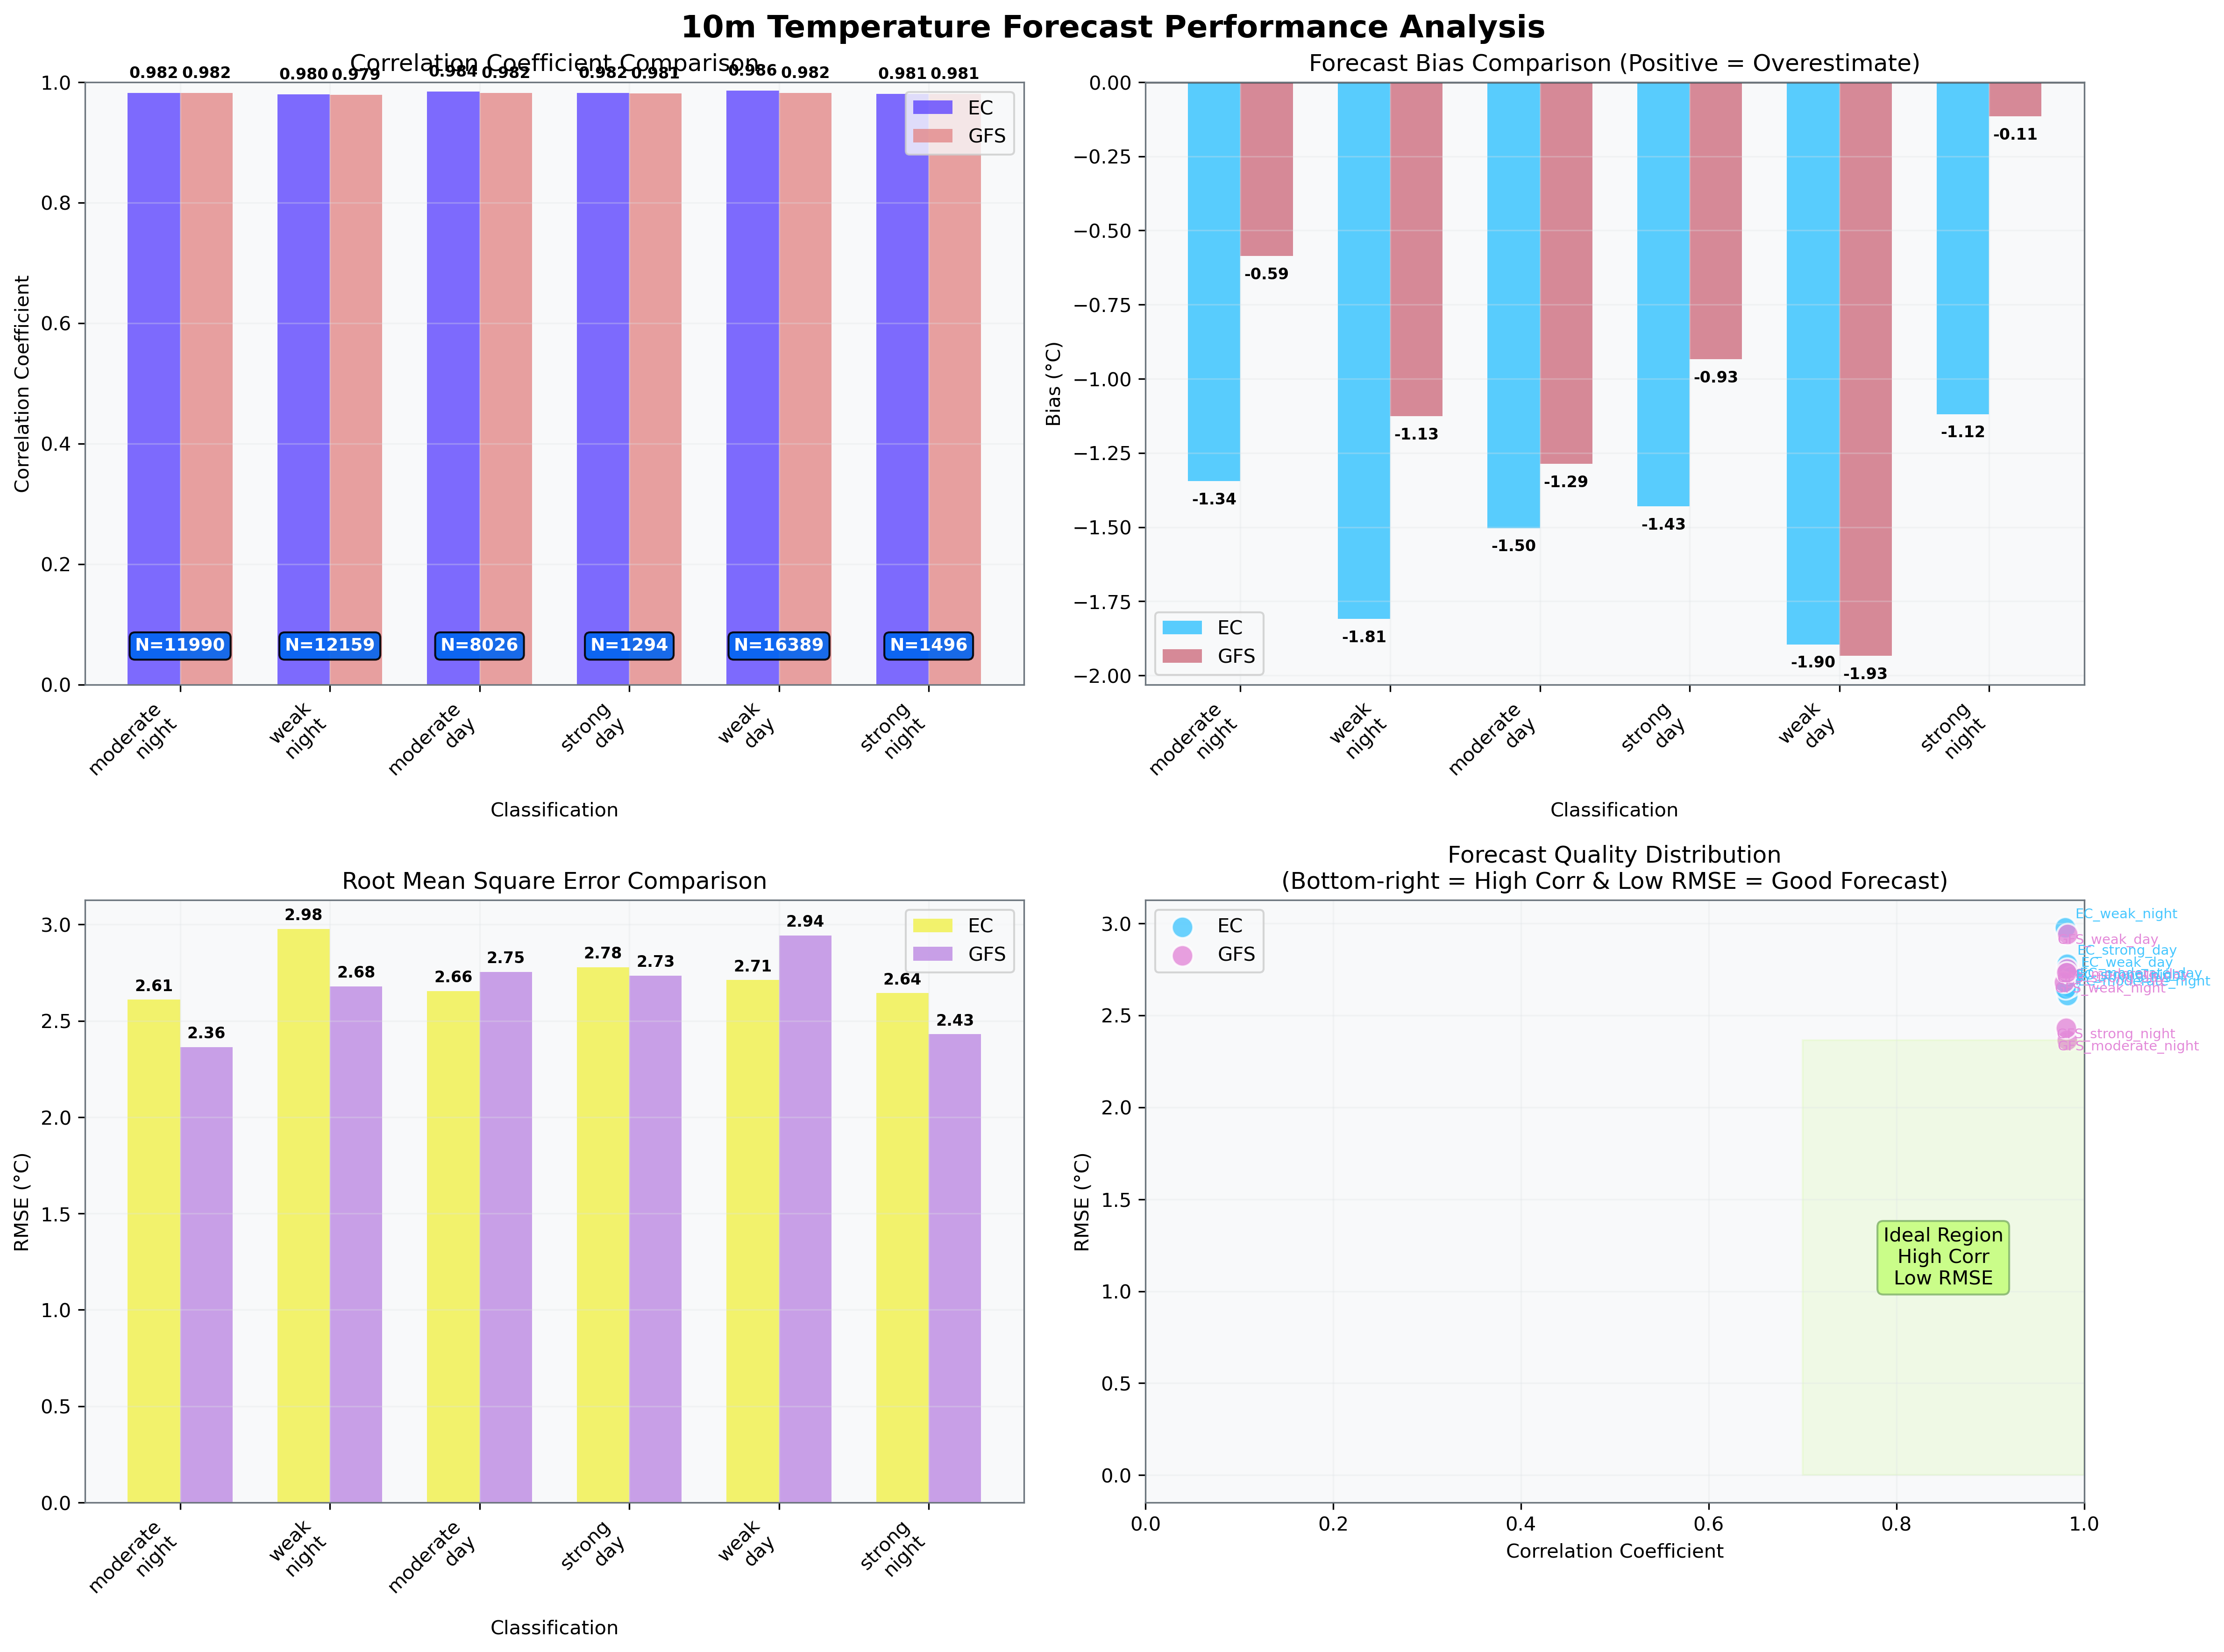 10m Temperature Forecast Performance Analysis
Correlation Coefficient Comparison
0.982 0.982 0.980 0.979 0.984 0.982 0.982 0.981 0.986 0.982 0.981 0.981
EC
GFS
Correlation Coefficient
1.0
0.8
0.6
0.4
0.2
0.0
N=11990 N=12159 N=8026 N=1294 N=16389 N=1496
moderate
night
weak
night
moderate
day
strong
day
weak
day
strong
night
Classification
Forecast Bias Comparison (Positive = Overestimate)
Bias (°C)
0.00
−0.25
−0.50
−0.75
−1.00
−1.25
−1.50
−1.75
−2.00
-1.34
-0.59
-1.81
-1.13
-1.50
-1.29
-1.43
-0.93
-1.90
-1.93
-1.12
-0.11
EC
GFS
moderate
night
weak
night
moderate
day
strong
day
weak
day
strong
night
Classification
Root Mean Square Error Comparison
RMSE (°C)
3.0
2.5
2.0
1.5
1.0
0.5
0.0
2.61
2.36
2.98
2.68
2.66
2.75
2.78
2.73
2.71
2.94
2.64
2.43
EC
GFS
moderate
night
weak
night
moderate
day
strong
day
weak
day
strong
night
Classification
Forecast Quality Distribution
(Bottom-right = High Corr & Low RMSE = Good Forecast)
EC
GFS
RMSE (°C)
3.0
2.5
2.0
1.5
1.0
0.5
0.0
EC_weak_night
GFS_weak_day
EC_strong_day
EC_weak_day
EC_moderate_night
GFS_moderate_night
Ideal Region
High Corr
Low RMSE
0.0 0.2 0.4 0.6 0.8 1.0
Correlation Coefficient